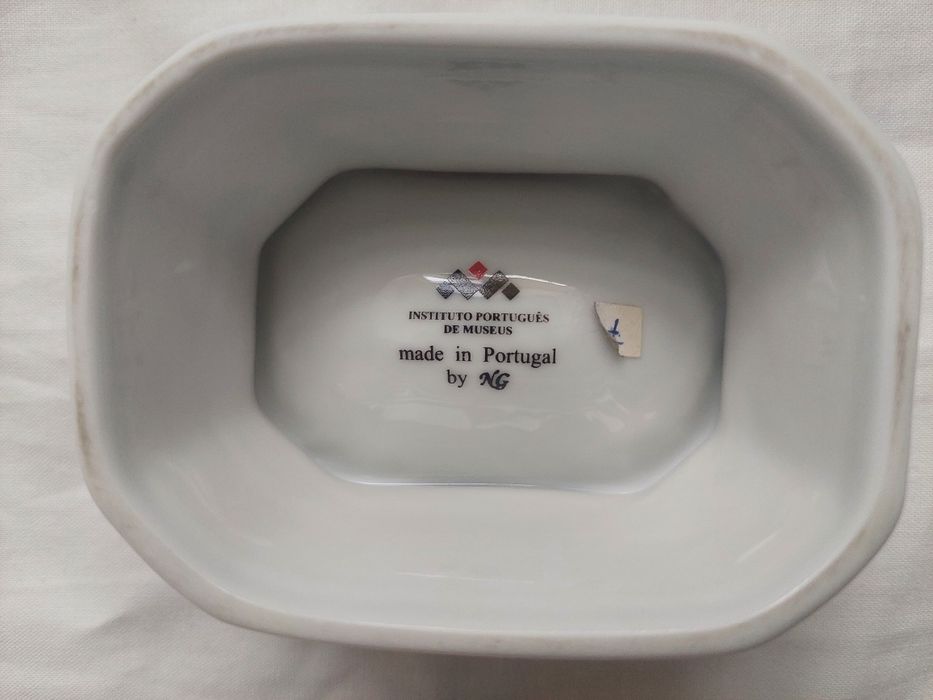 INSTITUTO PORTUGUÊS
DE MUSEUS
made in Portugal
by NG